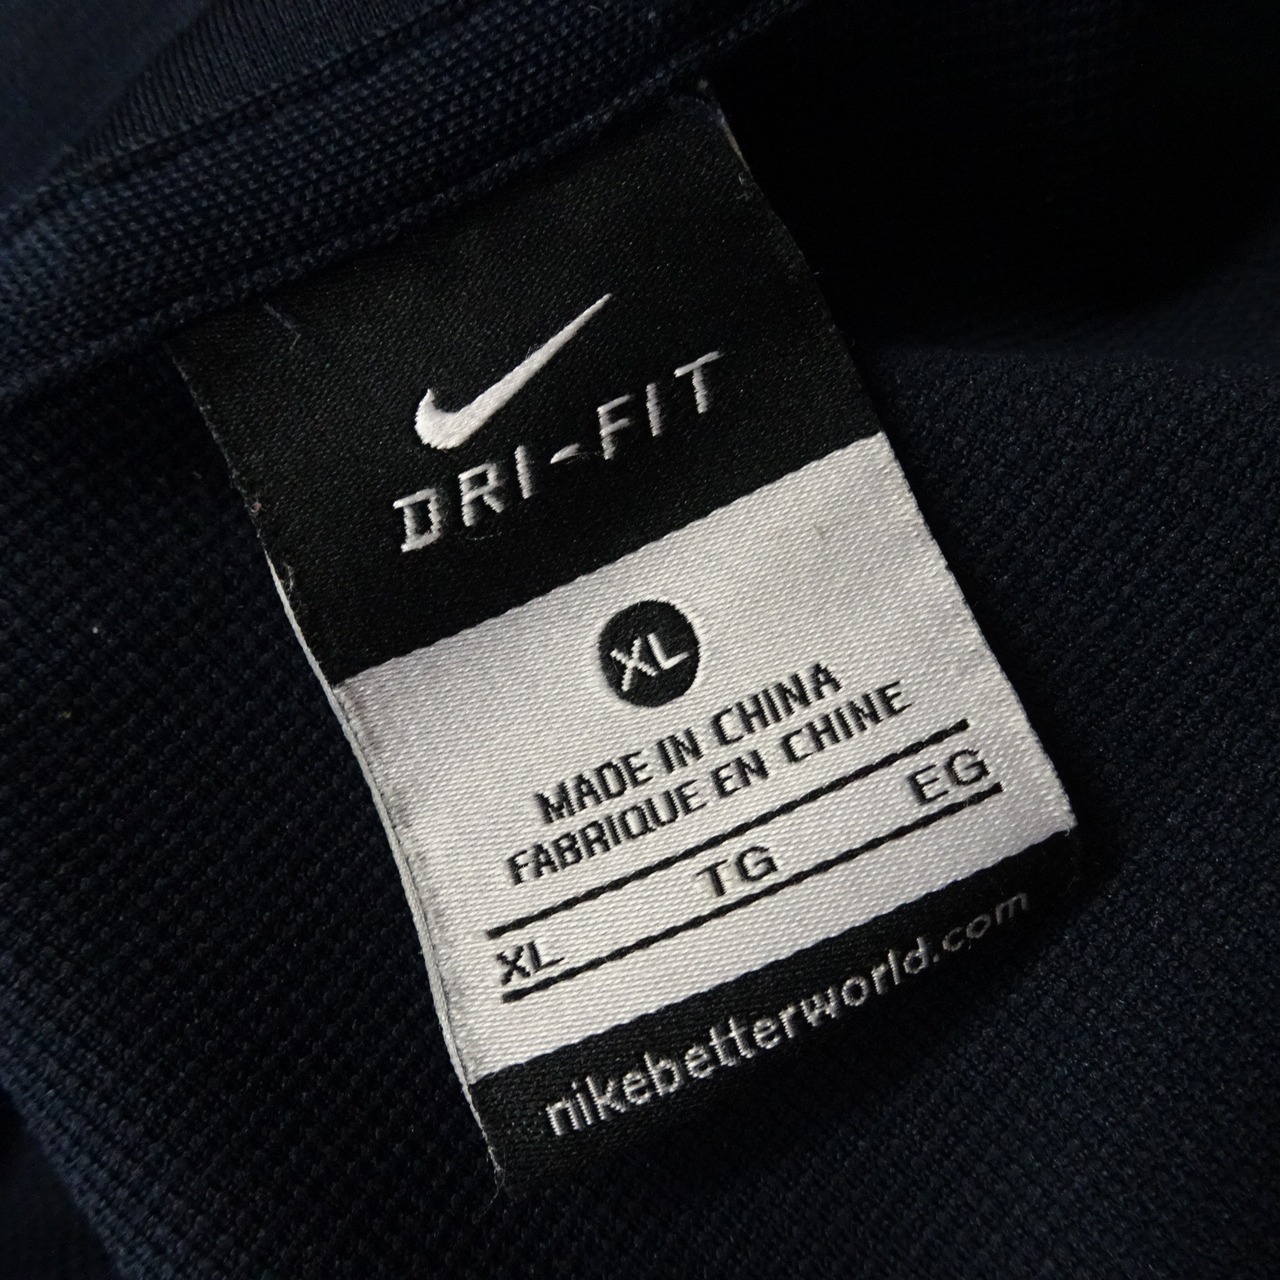 DRI-FIT
XL
MADE IN CHINA
FABRIQUE EN CHINE
XL TG EG
nikebetterworld.com